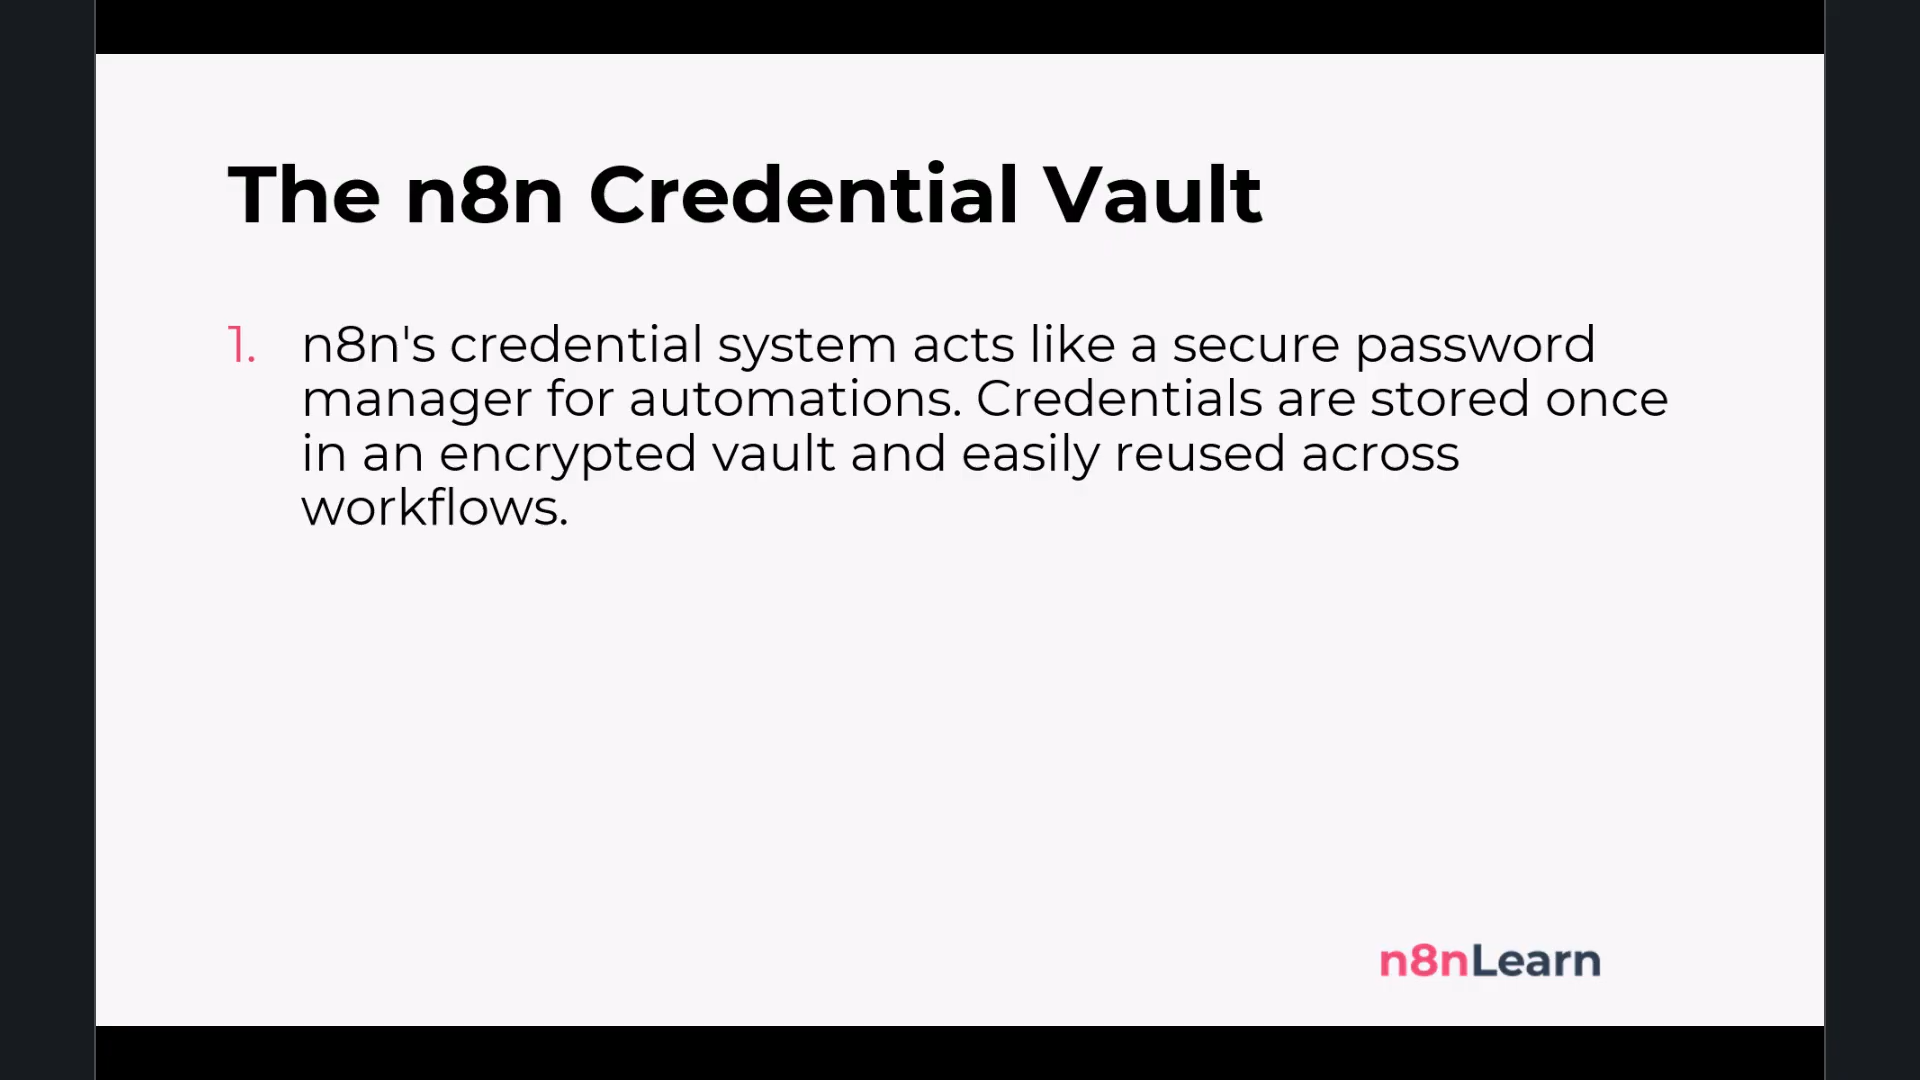 The n8n Credential Vault
1. n8n's credential system acts like a secure password
manager for automations. Credentials are stored once
in an encrypted vault and easily reused across
workflows.
n8nLearn